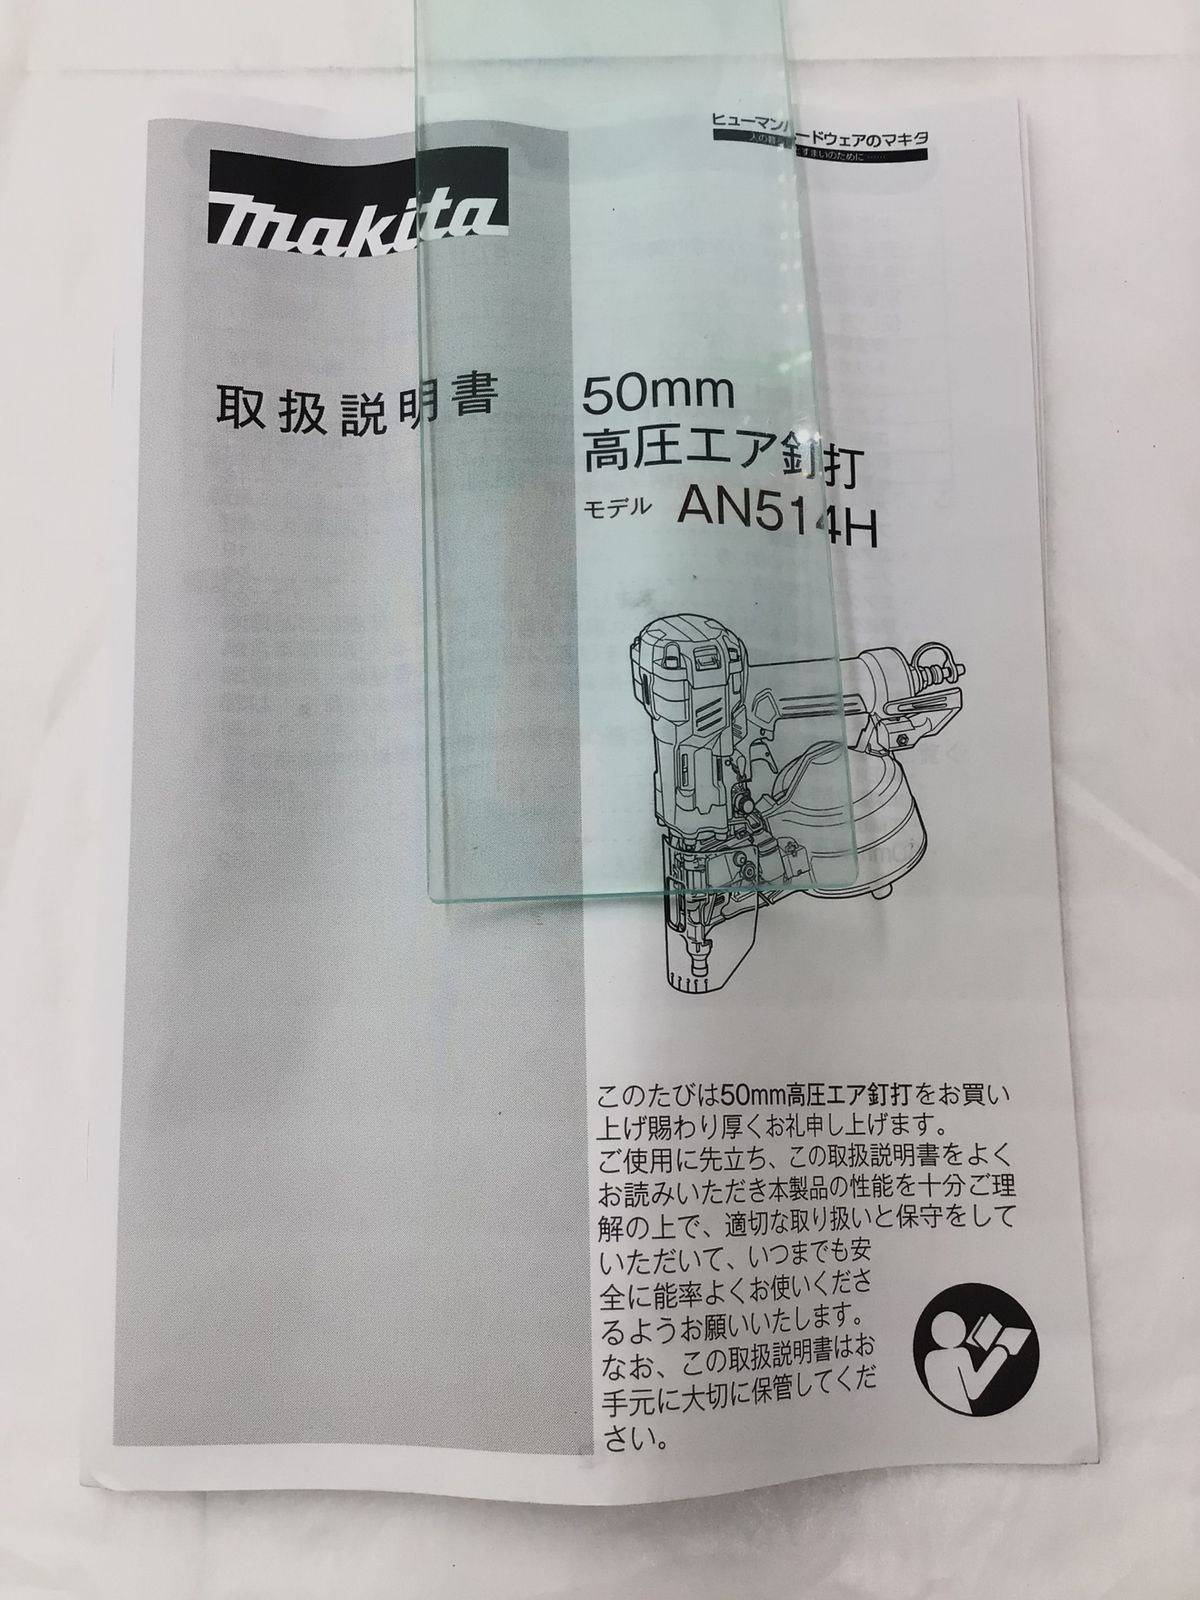 ヒューマンハードウェアのマキタ
makita
取扱説明書
50mm
高圧エア釘打
モデル AN514H
このたびは50mm高圧エア釘打をお買い
上げ賜わり厚くお礼申し上げます。
ご使用に先立ち、この取扱説明書をよく
お読みいただき本製品の性能を十分ご理
解の上で、適切な取り扱いと保守をして
いただいて、いつまでも安
全に能率よくお使いくださ
るようお願いいたします。
なお、この取扱説明書はお
手元に大切に保管してくだ
さい。